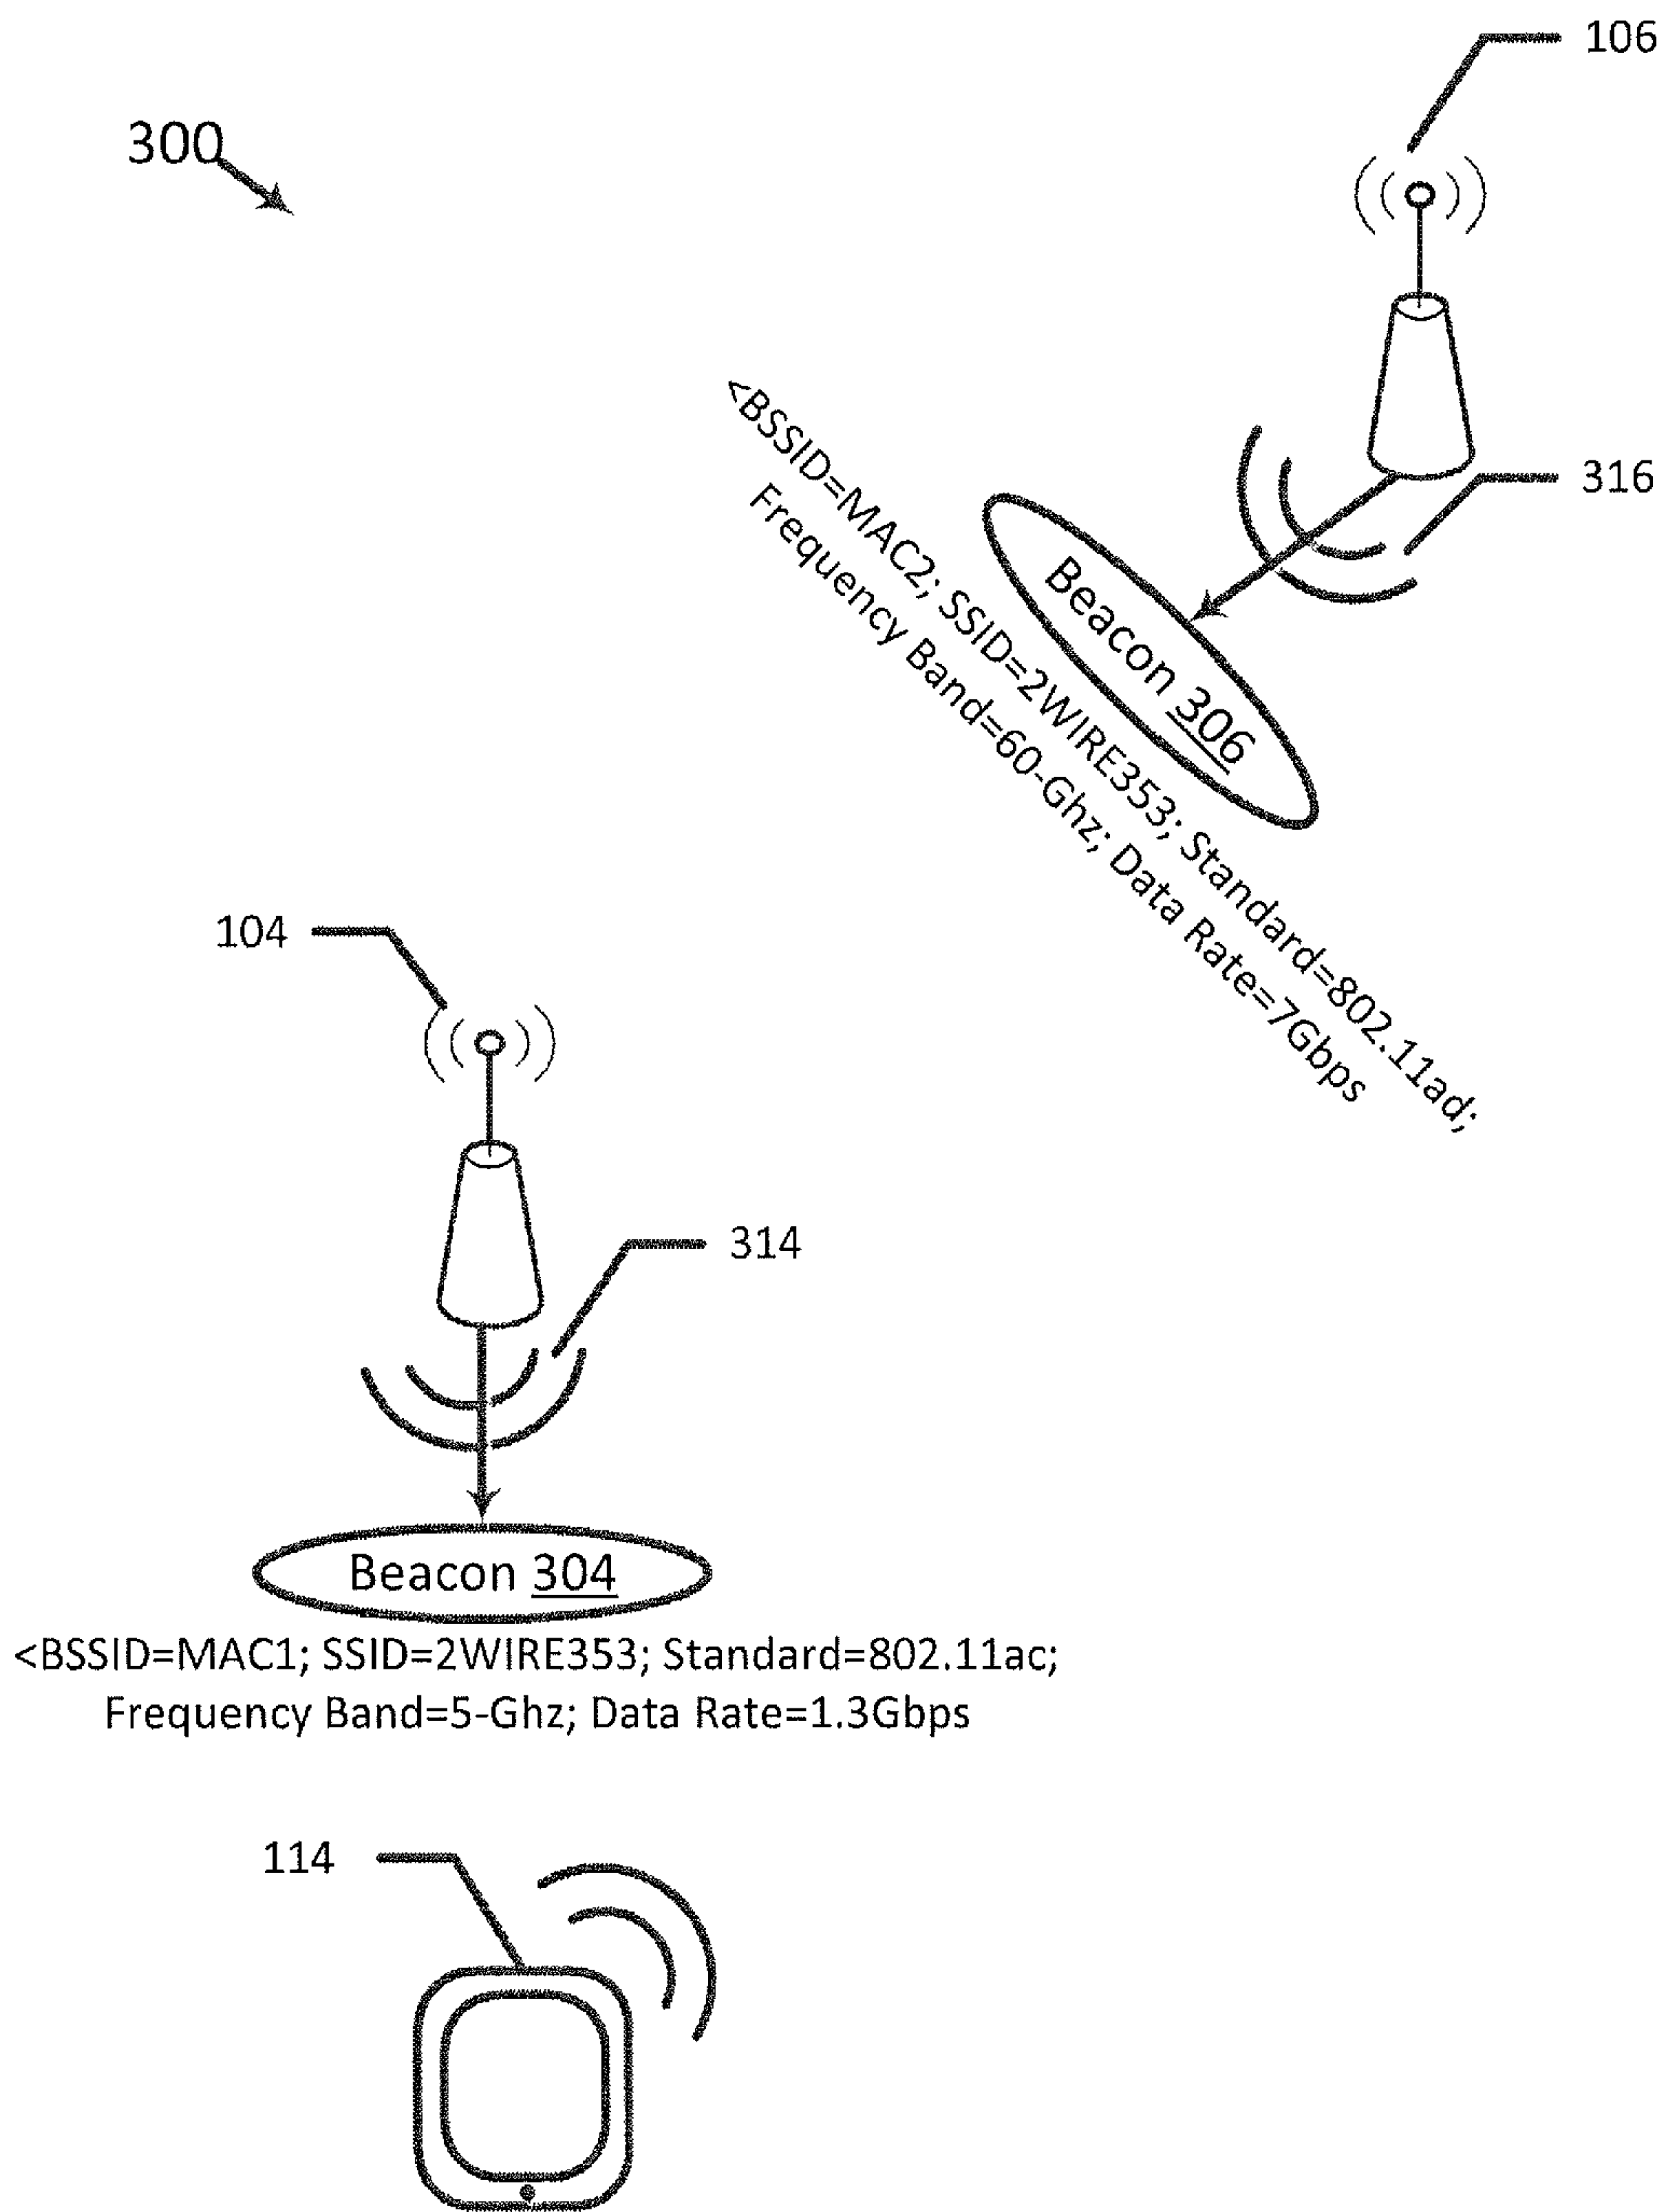 106
300
316
Beacon 306
<BSSID=MAC2; SSID=2WIRE353; Standard=802.11ad;
Frequency Band=60-Ghz; Data Rate=7Gbps
104
314
Beacon 304
<BSSID=MAC1; SSID=2WIRE353; Standard=802.11ac;
Frequency Band=5-Ghz; Data Rate=1.3Gbps
114